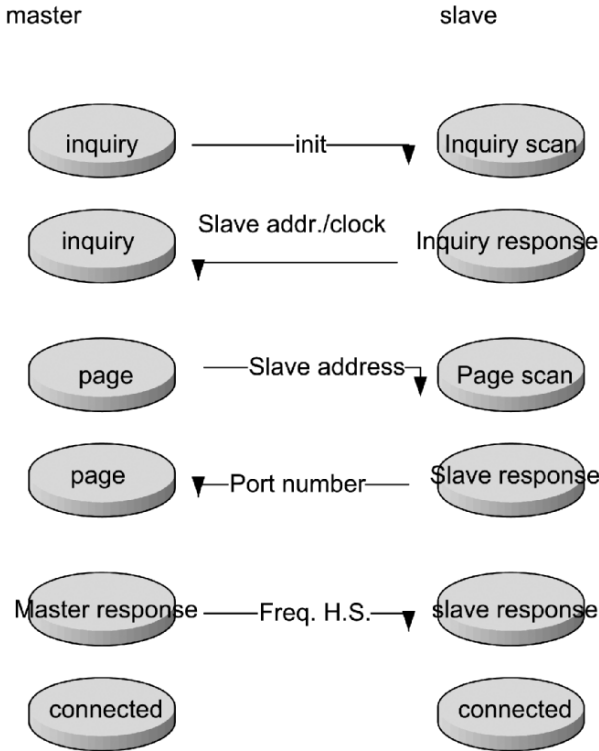 master slave
inquiry init Inquiry scan
Slave addr./clock
inquiry Inquiry response
page Slave address Page scan
page Port number Slave response
Master response Freq. H.S. slave response
connected connected